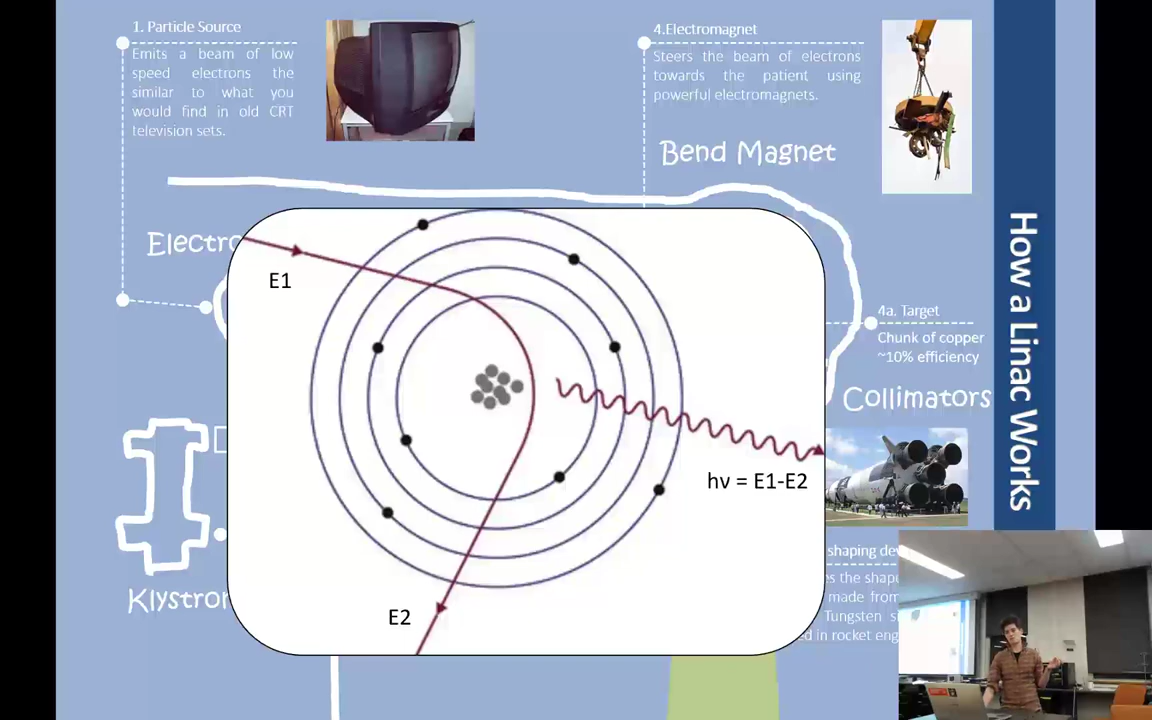 1. Particle Source
Emits a beam of low
speed electrons the
similar to what you
would find in old CRT
television sets.
4.Electromagnet
Steers the beam of electrons
towards the patient using
powerful electromagnets.
Bend Magnet
Electro
E1
How a Linac Works
4a. Target
Chunk of copper
~10% efficiency
Collimators
hν = E1-E2
shaping dev
es the shape
made from
Tungsten
ed in rocket eng
Klystron
E2